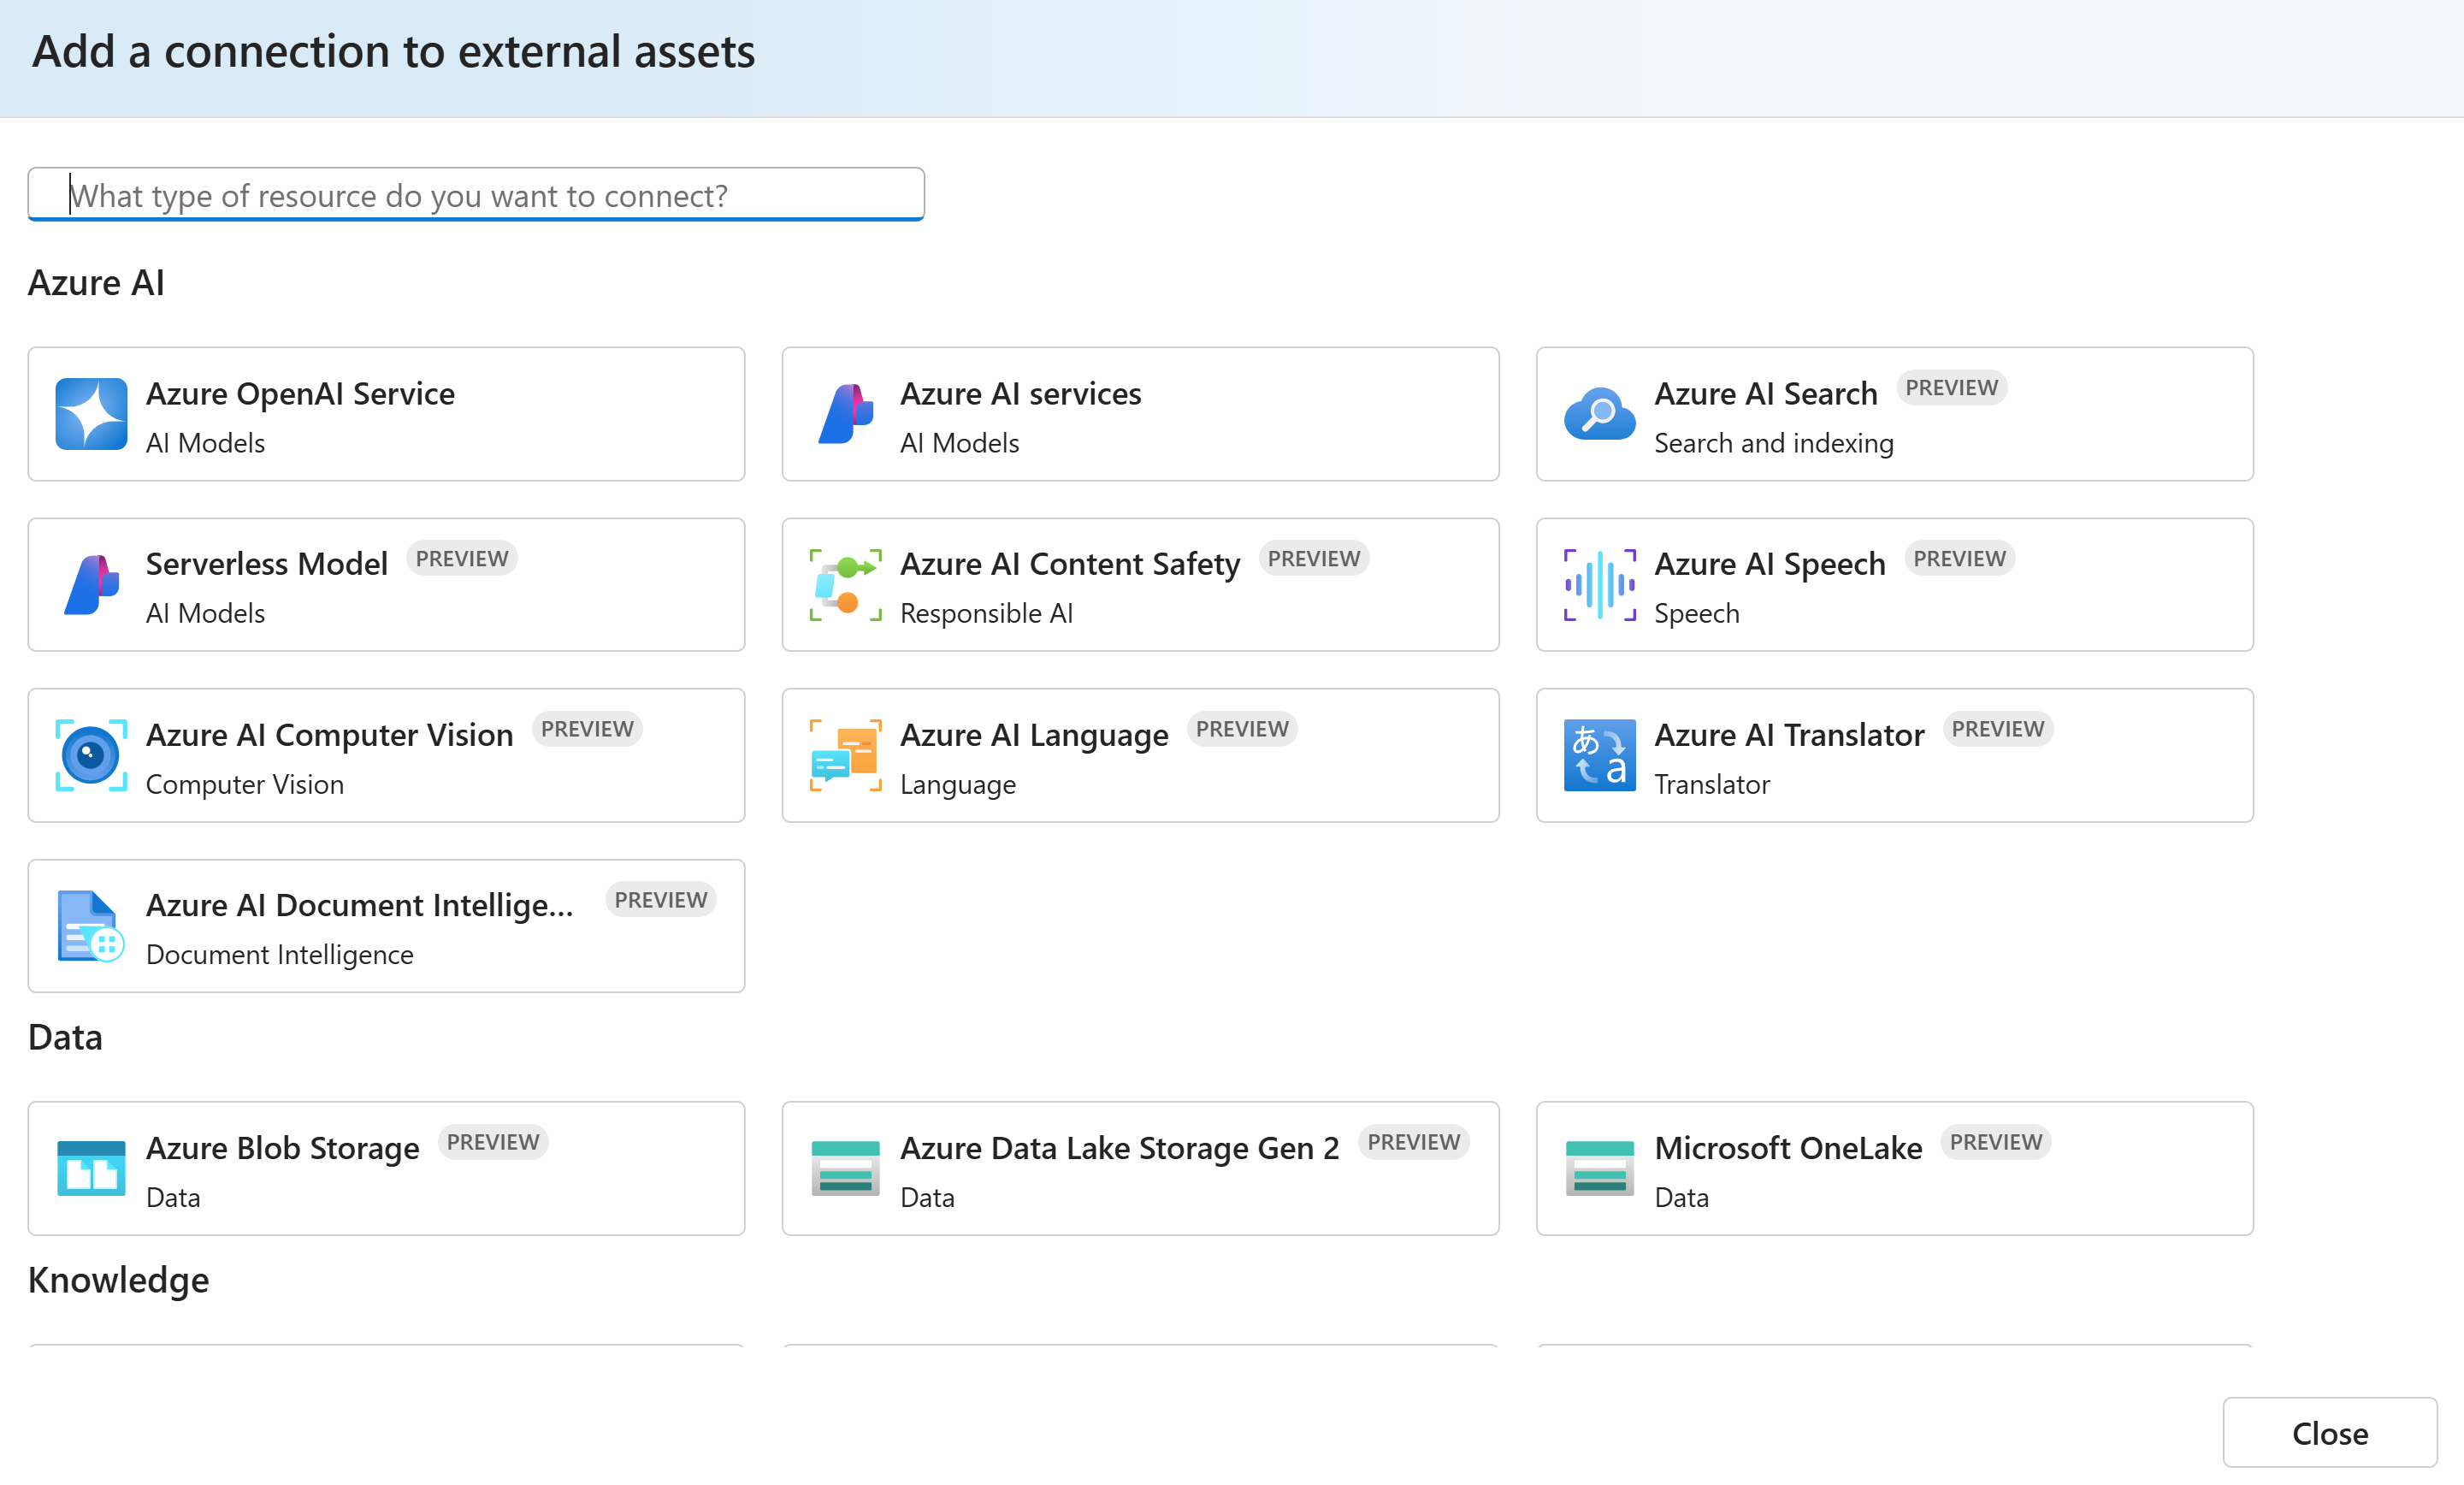 Add a connection to external assets
What type of resource do you want to connect?
Azure AI
Azure OpenAI Service
AI Models
Azure AI services
AI Models
Azure AI Search PREVIEW
Search and indexing
Serverless Model PREVIEW
AI Models
Azure AI Content Safety PREVIEW
Responsible AI
Azure AI Speech PREVIEW
Speech
Azure AI Computer Vision PREVIEW
Computer Vision
Azure AI Language PREVIEW
Language
あ
a
Azure AI Translator PREVIEW
Translator
Azure AI Document Intellige... PREVIEW
Document Intelligence
Data
Azure Blob Storage PREVIEW
Data
Azure Data Lake Storage Gen 2 PREVIEW
Data
Microsoft OneLake PREVIEW
Data
Knowledge
Close